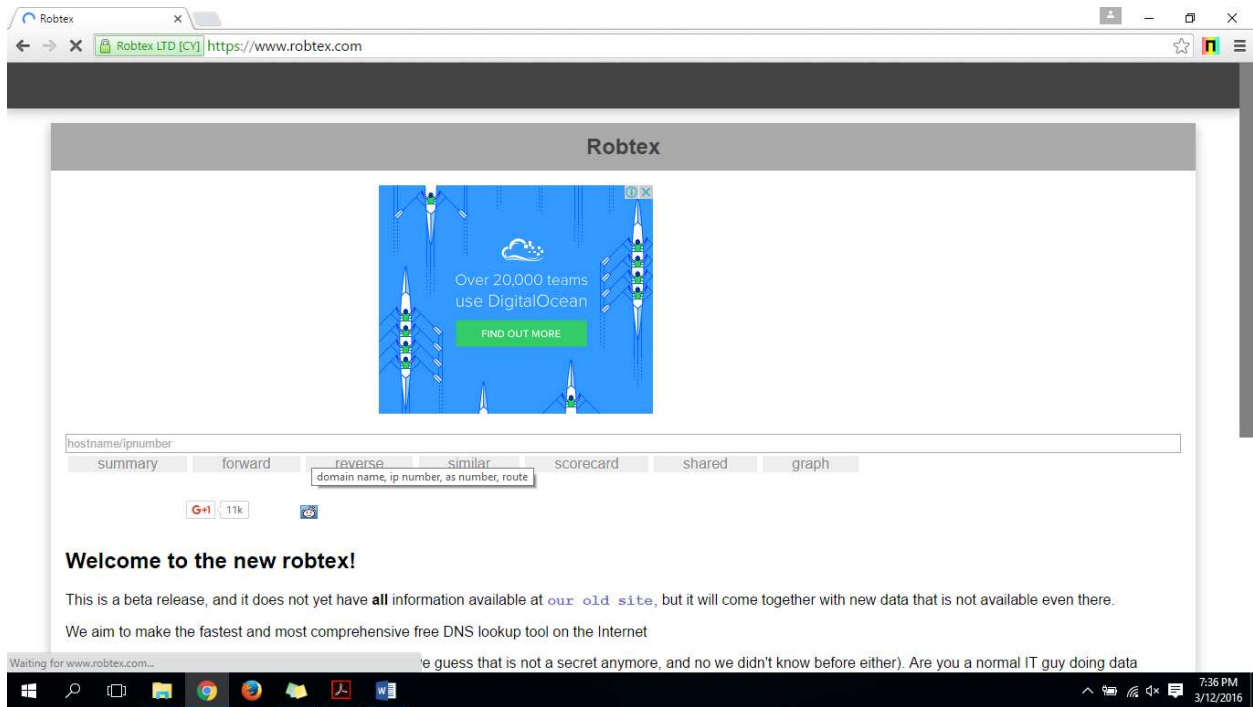 Robtex
Robtex LTD [CY] https://www.robtex.com
Robtex
Over 20,000 teams
use DigitalOcean
FIND OUT MORE
hostname/ipnumber
summary forward reverse similar scorecard shared graph
domain name, ip number, as number, route
G+1 11k
Welcome to the new robtex!
This is a beta release, and it does not yet have all information available at our old site, but it will come together with new data that is not available even there.
We aim to make the fastest and most comprehensive free DNS lookup tool on the Internet
Waiting for www.robtex.com... e guess that is not a secret anymore, and no we didn't know before either). Are you a normal IT guy doing data
7:36 PM
3/12/2016